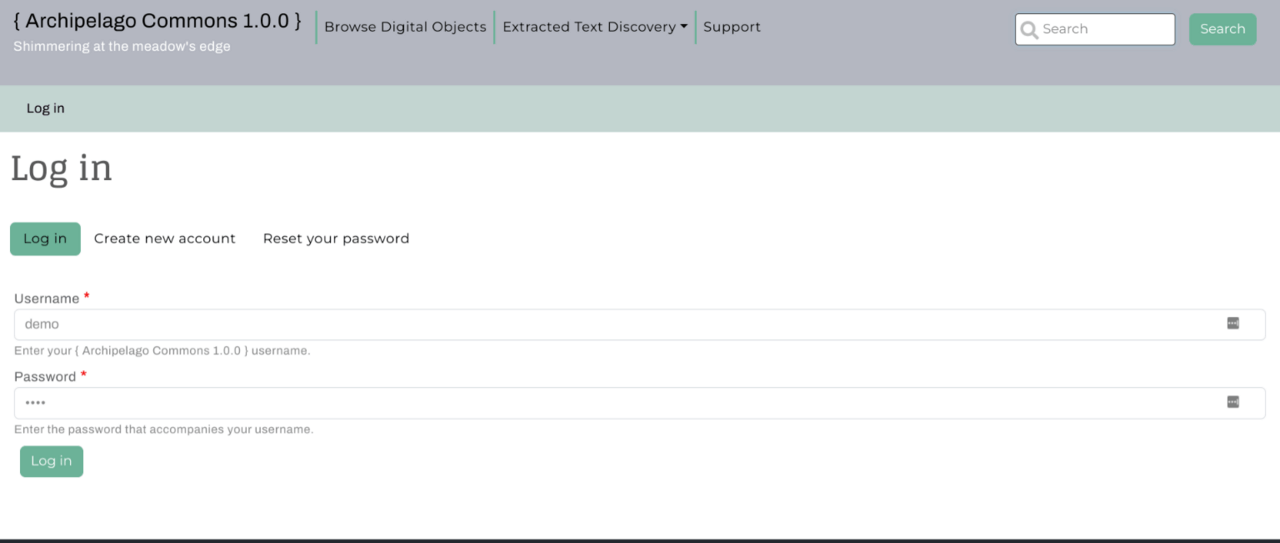 { Archipelago Commons 1.0.0 }
Shimmering at the meadow's edge
Browse Digital Objects
Extracted Text Discovery
Support
Search
Search
Log in
Log in
Log in
Create new account
Reset your password
Username *
demo
Enter your { Archipelago Commons 1.0.0 } username.
Password *
••••
Enter the password that accompanies your username.
Log in